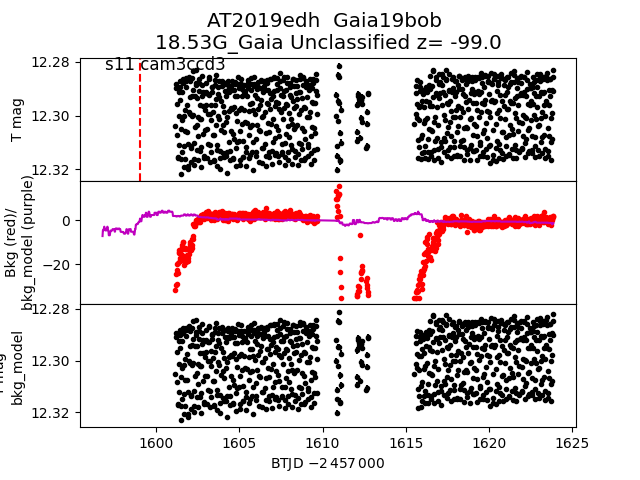 AT2019edh Gaia19bob
18.53G_Gaia Unclassified z= -99.0
s11 cam3ccd3
12.28
12.30
12.32
T mag
0
−20
Bkg (red)/
bkg_model (purple)
12.28
12.30
12.32
mag
bkg_model
1600
1605
1610
1615
1620
1625
BTJD −2 457 000